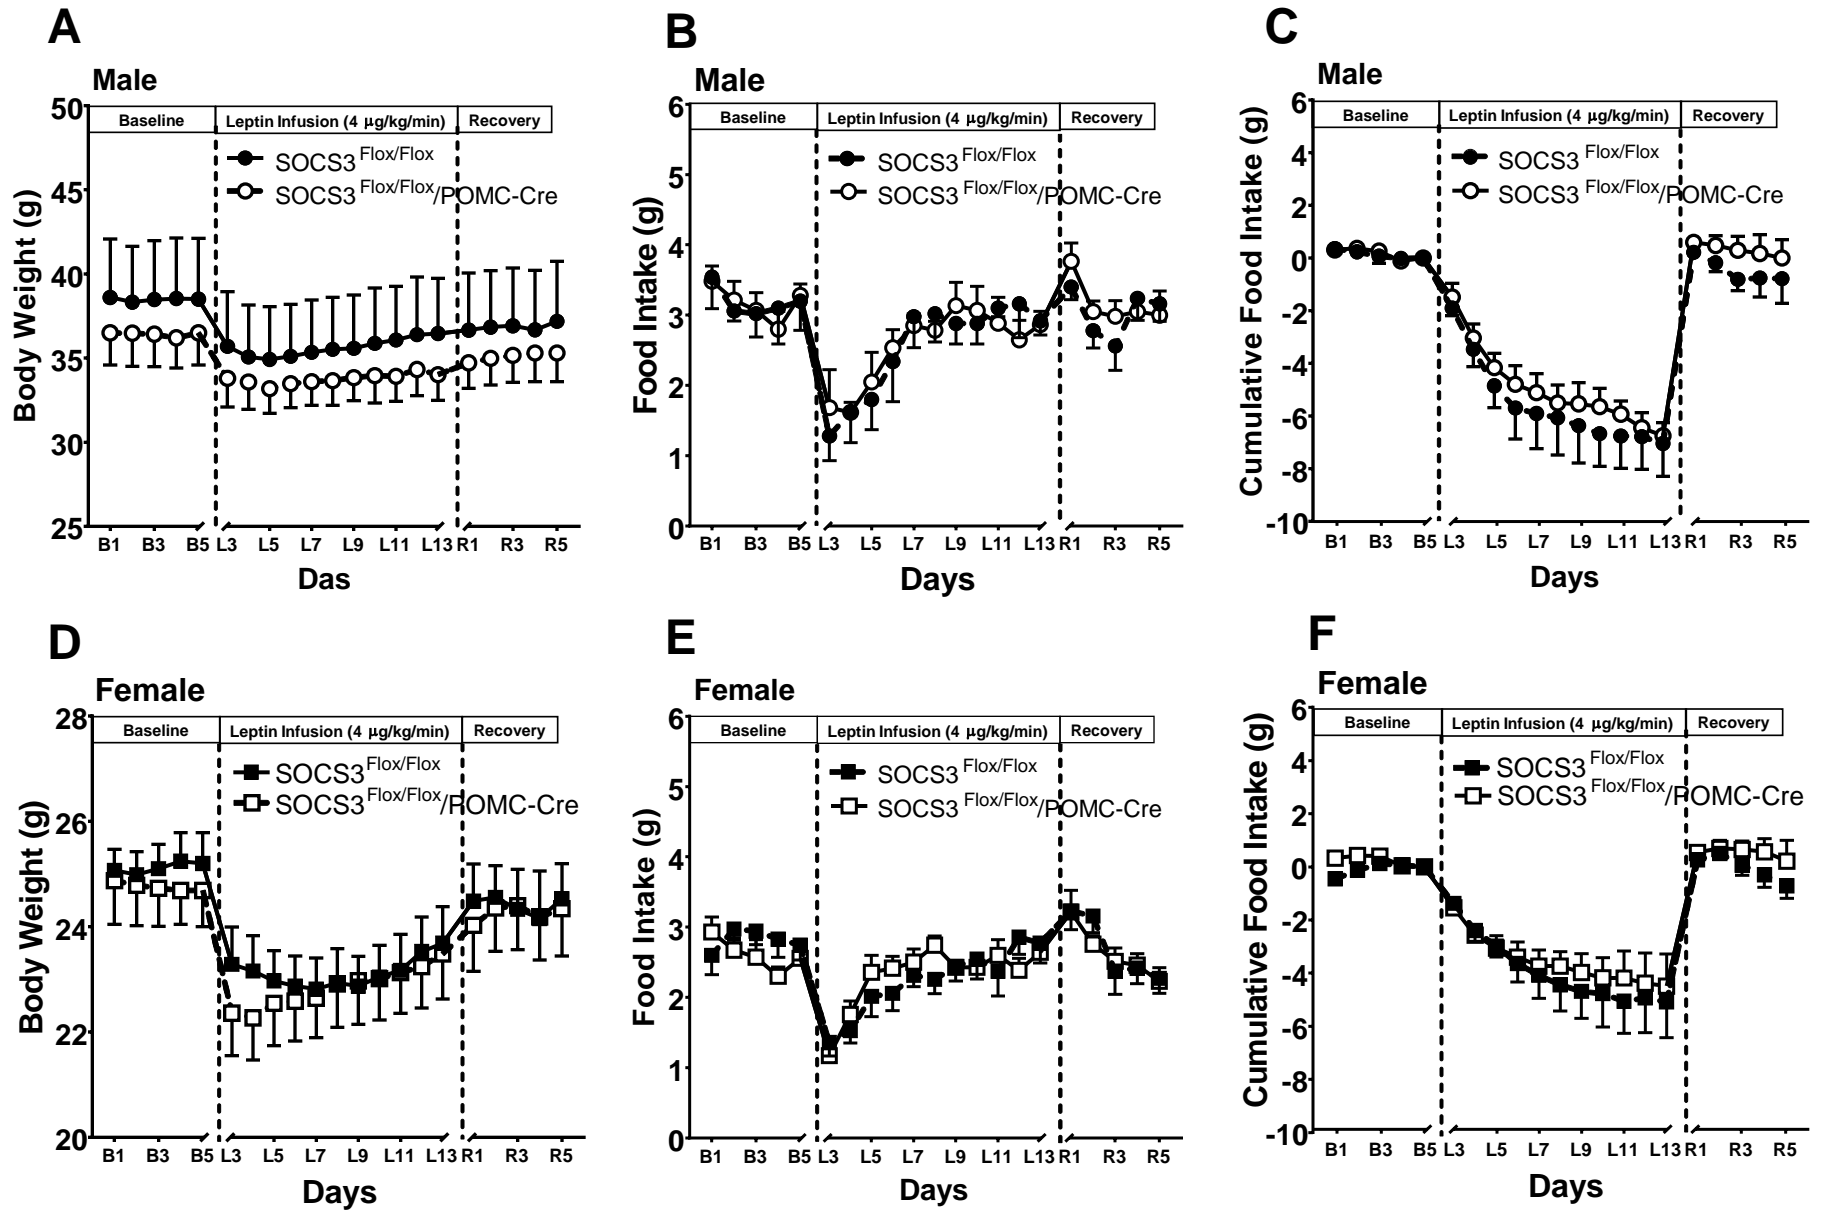 A
Male
Body Weight (g)
50
45
40
35
30
25
Baseline
Leptin Infusion (4 μg/kg/min)
Recovery
SOCS3 Flox/Flox
SOCS3 Flox/Flox/POMC-Cre
B1 B3 B5 L3 L5 L7 L9 L11 L13 R1 R3 R5
Das
B
Male
Food Intake (g)
6
5
4
3
2
1
0
Baseline
Leptin Infusion (4 μg/kg/min)
Recovery
SOCS3 Flox/Flox
SOCS3 Flox/Flox/POMC-Cre
B1 B3 B5 L3 L5 L7 L9 L11 L13 R1 R3 R5
Days
C
Male
Cumulative Food Intake (g)
6
4
2
0
-2
-4
-6
-8
-10
Baseline
Leptin Infusion (4 μg/kg/min)
Recovery
SOCS3 Flox/Flox
SOCS3 Flox/Flox/POMC-Cre
B1 B3 B5 L3 L5 L7 L9 L11 L13 R1 R3 R5
Days
D
Female
Body Weight (g)
28
26
24
22
20
Baseline
Leptin Infusion (4 μg/kg/min)
Recovery
SOCS3 Flox/Flox
SOCS3 Flox/Flox/POMC-Cre
B1 B3 B5 L3 L5 L7 L9 L11 L13 R1 R3 R5
Days
E
Female
Food Intake (g)
6
5
4
3
2
1
0
Baseline
Leptin Infusion (4 μg/kg/min)
Recovery
SOCS3 Flox/Flox
SOCS3 Flox/Flox/POMC-Cre
B1 B3 B5 L3 L5 L7 L9 L11 L13 R1 R3 R5
Days
F
Female
Cumulative Food Intake (g)
6
4
2
0
-2
-4
-6
-8
-10
Baseline
Leptin Infusion (4 μg/kg/min)
Recovery
SOCS3 Flox/Flox
SOCS3 Flox/Flox/POMC-Cre
B1 B3 B5 L3 L5 L7 L9 L11 L13 R1 R3 R5
Days